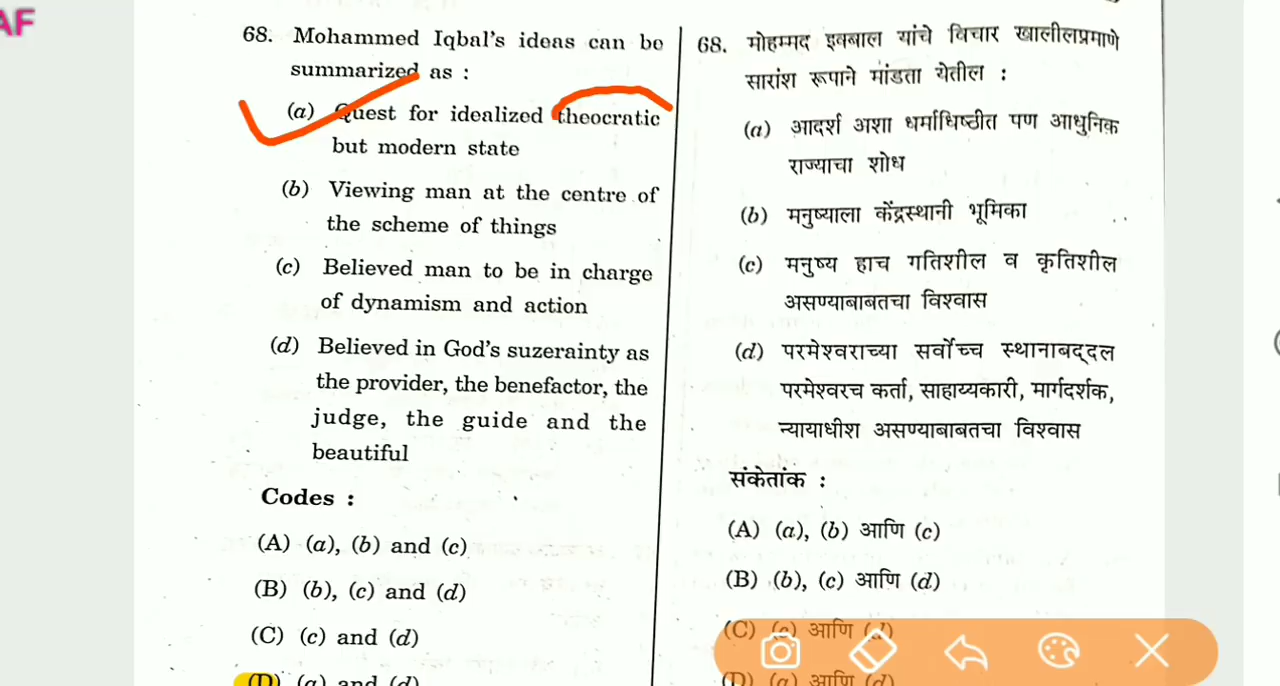 AF
68. Mohammed Iqbal's ideas can be
summarized as :
(a) Quest for idealized theocratic
but modern state
(b) Viewing man at the centre of
the scheme of things
(c) Believed man to be in charge
of dynamism and action
(d) Believed in God's suzerainty as
the provider, the benefactor, the
judge, the guide and the
beautiful
Codes :
(A) (a), (b) and (c)
(B) (b), (c) and (d)
(C) (c) and (d)
(D) (a) and (d)
68. मोहम्मद इक्बाल यांचे विचार खालीलप्रमाणे
सारांश रूपाने मांडता येतील :
(a) आदर्श अशा धर्माधिष्ठीत पण आधुनिक
राज्याचा शोध
(b) मनुष्याला केंद्रस्थानी भूमिका
(c) मनुष्य हाच गतिशील व कृतिशील
असण्याबाबतचा विश्वास
(d) परमेश्वराच्या सर्वोच्च स्थानाबद्दल
परमेश्वरच कर्ता, साहाय्यकारी, मार्गदर्शक,
न्यायाधीश असण्याबाबतचा विश्वास
संकेतांक :
(A) (a), (b) आणि (c)
(B) (b), (c) आणि (d)
(C) (c) आणि (d)
(D) (a) आणि (d)